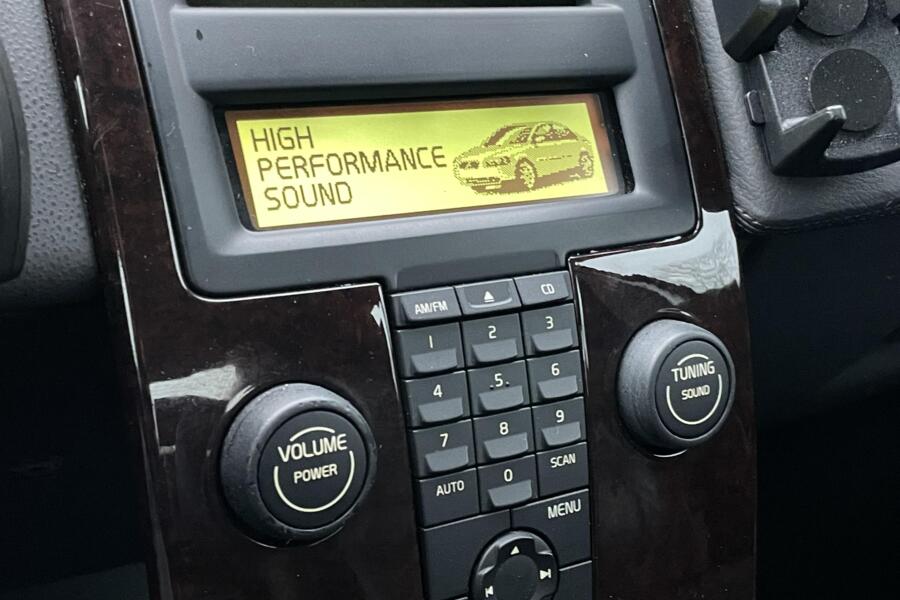 HIGH
PERFORMANCE
SOUND
AM/FM
CD
1
2
3
4
.5.
6
7
8
9
AUTO
0
SCAN
MENU
VOLUME
POWER
TUNING
SOUND